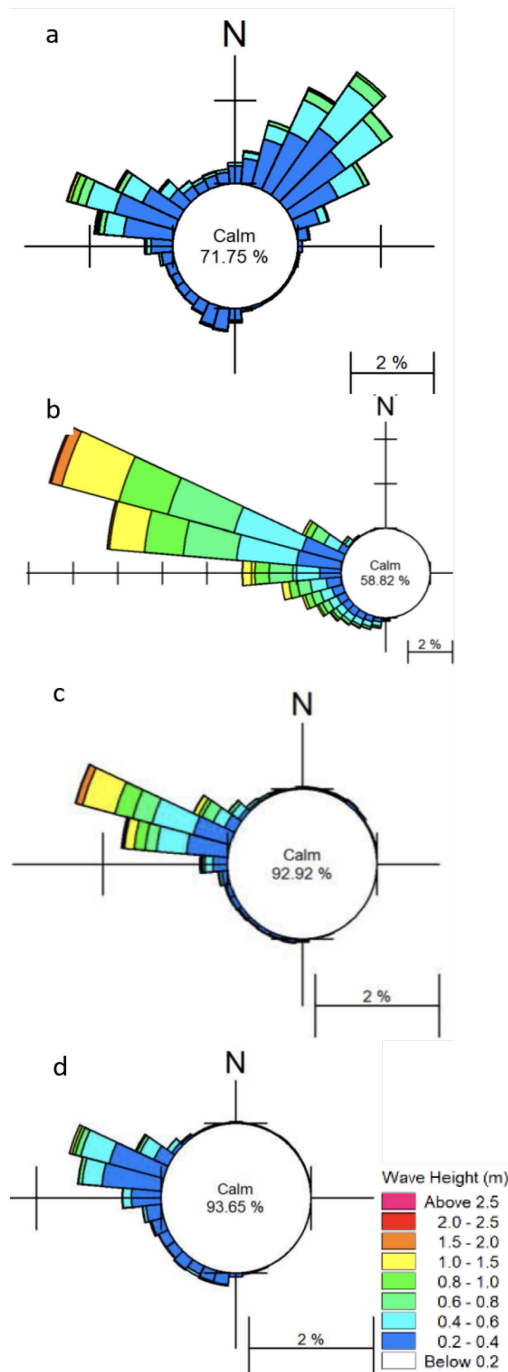 a
N
Calm
71.75 %
2 %
b
N
Calm
58.82 %
2 %
c
N
Calm
92.92 %
2 %
d
N
Calm
93.65 %
2 %
Wave Height (m)
Above 2.5
2.0 - 2.5
1.5 - 2.0
1.0 - 1.5
0.8 - 1.0
0.6 - 0.8
0.4 - 0.6
0.2 - 0.4
Below 0.2